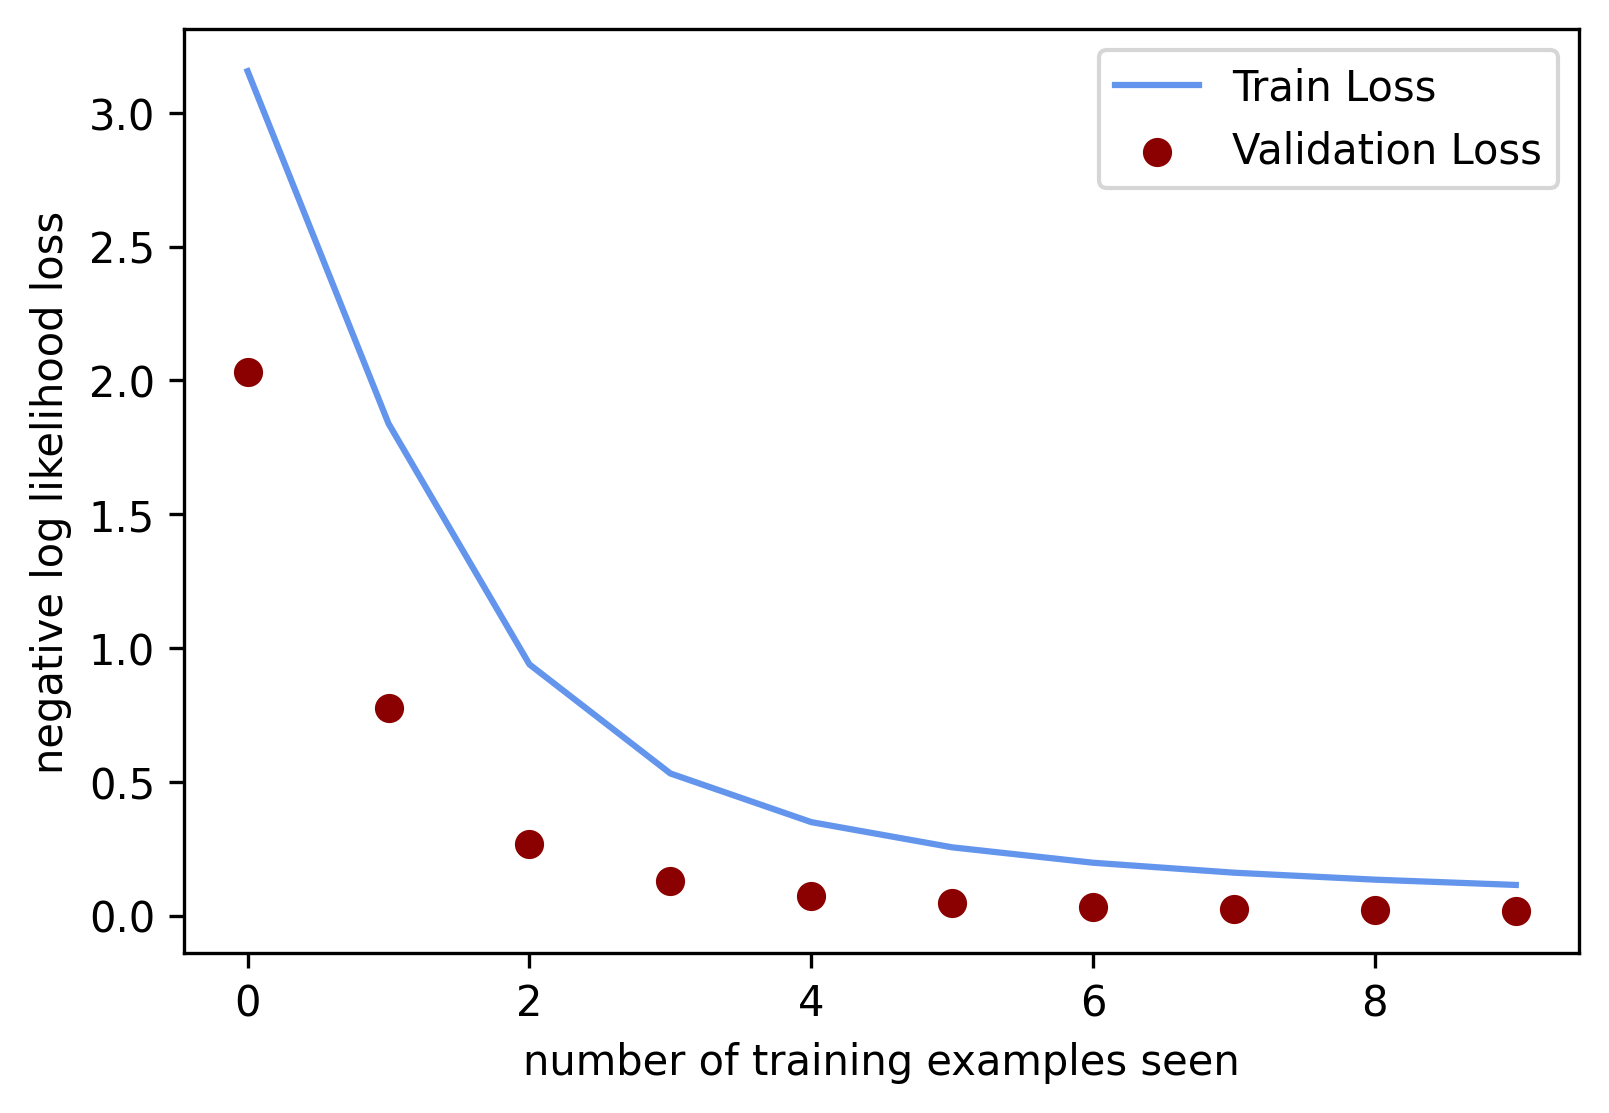 Train Loss
Validation Loss
negative log likelihood loss
3.0
2.5
2.0
1.5
1.0
0.5
0.0
0 2 4 6 8
number of training examples seen